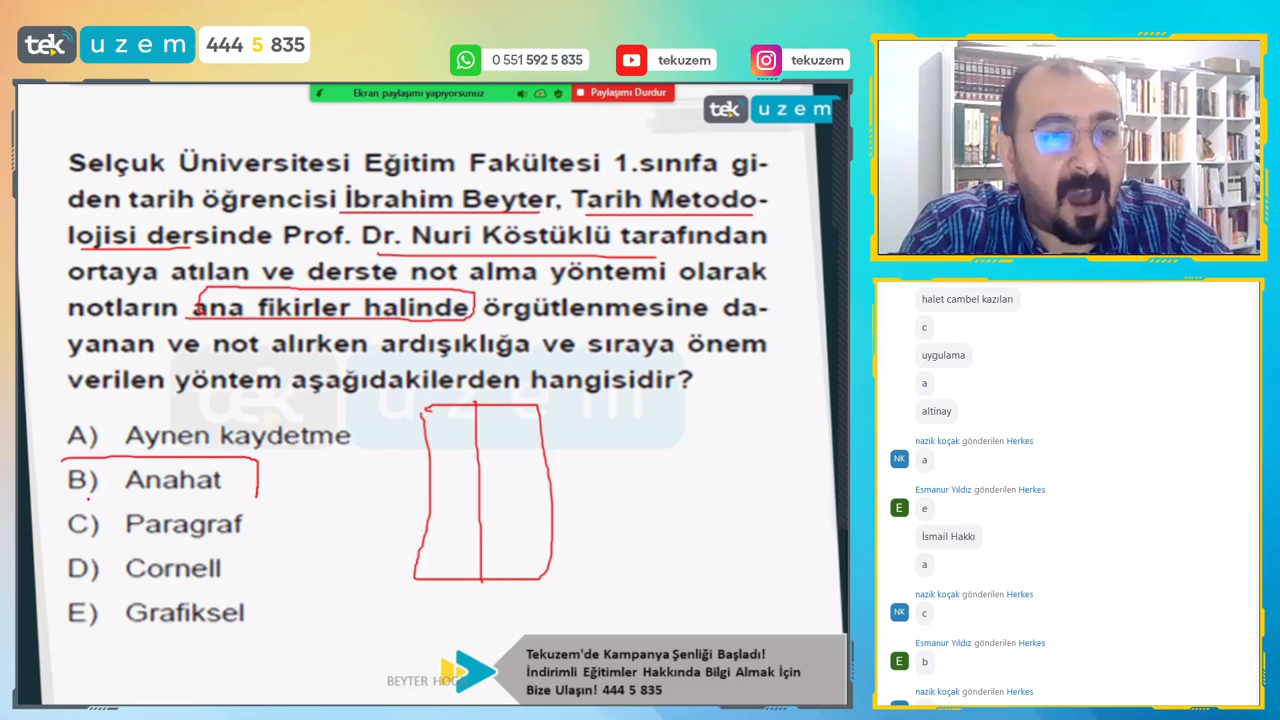 tek uzem 444 5 835
0 551 592 5 835
tekuzem
tekuzem
Ekran paylaşımı yapıyorsunuz
Paylaşımı Durdur
tek uzem
Selçuk Üniversitesi Eğitim Fakültesi 1.sınıfa gi-
den tarih öğrencisi İbrahim Beyter, Tarih Metodo-
lojisi dersinde Prof. Dr. Nuri Köstüklü tarafından
ortaya atılan ve derste not alma yöntemi olarak
notların ana fikirler halinde örgütlenmesine da-
yanan ve not alırken ardışıklığa ve sıraya önem
verilen yöntem aşağıdakilerden hangisidir?
tek uzem
A) Aynen kaydetme
B) Anahat
C) Paragraf
D) Cornell
E) Grafiksel
BEYTER HO
Tekuzem'de Kampanya Şenliği Başladı!
İndirimli Eğitimler Hakkında Bilgi Almak İçin
Bize Ulaşın! 444 5 835
halet cambel kazıları
c
uygulama
a
altinay
nazik koçak gönderilen Herkes
NK a
Esmanur Yıldız gönderilen Herkes
E e
İsmail Hakkı
a
nazik koçak gönderilen Herkes
NK c
Esmanur Yıldız gönderilen Herkes
E b
nazik koçak gönderilen Herkes